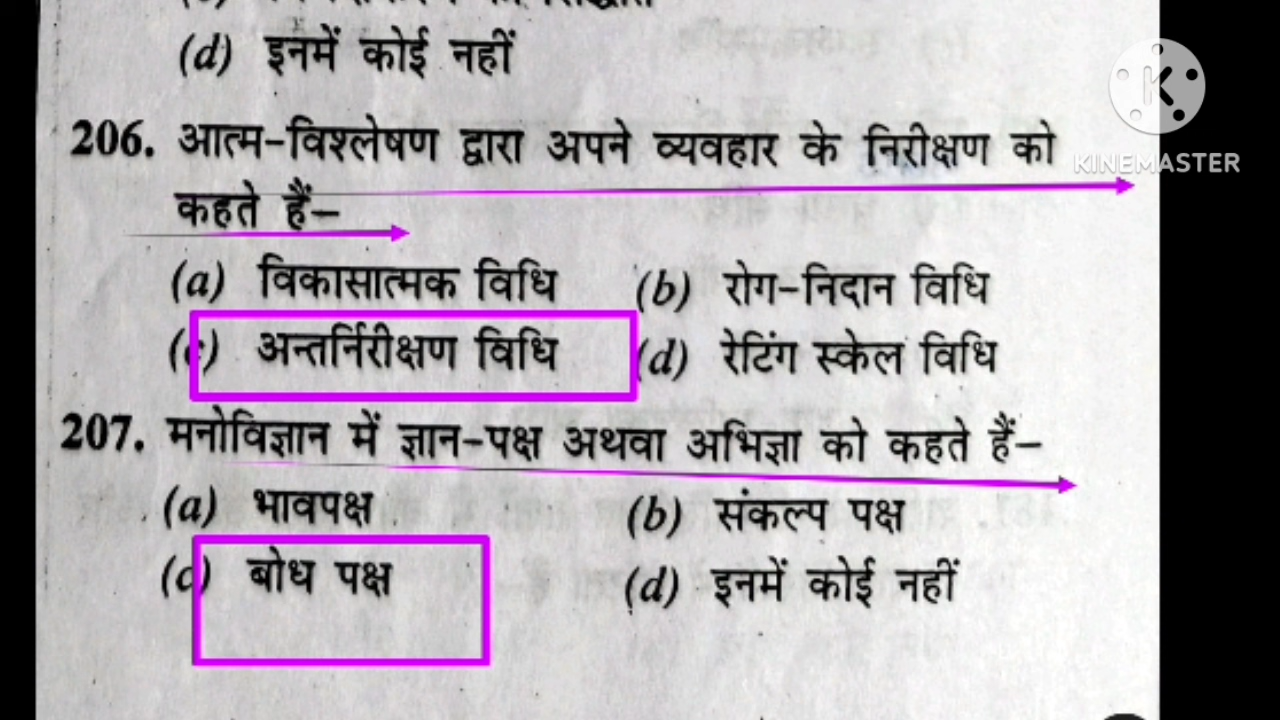 (d) इनमें कोई नहीं
206. आत्म-विश्लेषण द्वारा अपने व्यवहार के निरीक्षण को
कहते हैं–
(a) विकासात्मक विधि (b) रोग-निदान विधि
(c) अन्तर्निरीक्षण विधि (d) रेटिंग स्केल विधि
207. मनोविज्ञान में ज्ञान-पक्ष अथवा अभिज्ञा को कहते हैं–
(a) भावपक्ष (b) संकल्प पक्ष
(c) बोध पक्ष (d) इनमें कोई नहीं
K
KINEMASTER